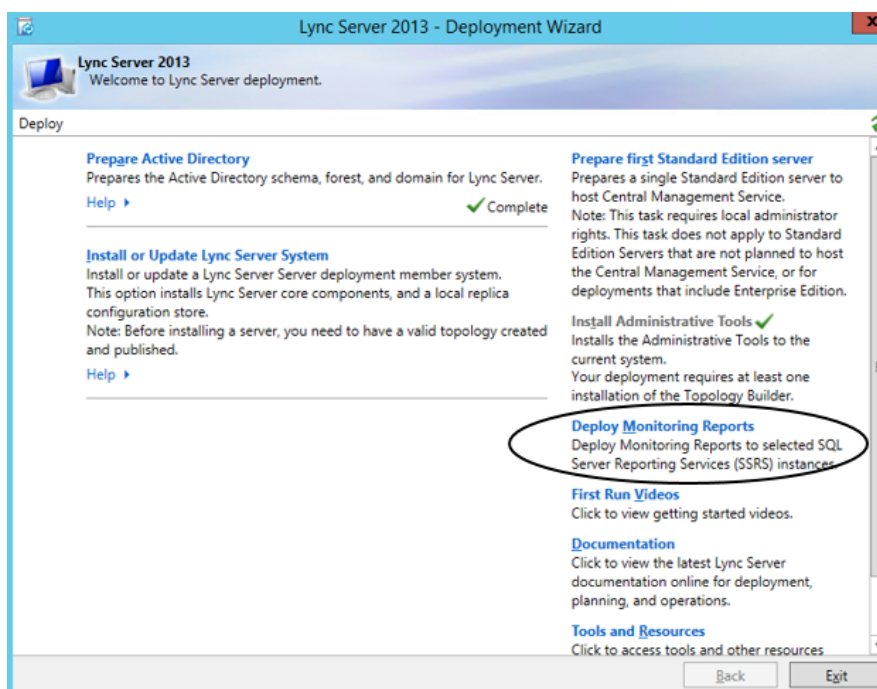 Lync Server 2013 - Deployment Wizard
Lync Server 2013
Welcome to Lync Server deployment.
Deploy
Prepare Active Directory
Prepares the Active Directory schema, forest, and domain for Lync Server.
Help
Complete
Install or Update Lync Server System
Install or update a Lync Server Server deployment member system.
This option installs Lync Server core components, and a local replica
configuration store.
Note: Before installing a server, you need to have a valid topology created
and published.
Help
Prepare first Standard Edition server
Prepares a single Standard Edition server to
host Central Management Service.
Note: This task requires local administrator
rights. This task does not apply to Standard
Edition Servers that are not planned to host
the Central Management Service, or for
deployments that include Enterprise Edition.
Install Administrative Tools
Installs the Administrative Tools to the
current system.
Your deployment requires at least one
installation of the Topology Builder.
Deploy Monitoring Reports
Deploy Monitoring Reports to selected SQL
Server Reporting Services (SSRS) instances.
First Run Videos
Click to view getting started videos.
Documentation
Click to view the latest Lync Server
documentation online for deployment,
planning, and operations.
Tools and Resources
Click to access tools and other resources
Back
Exit